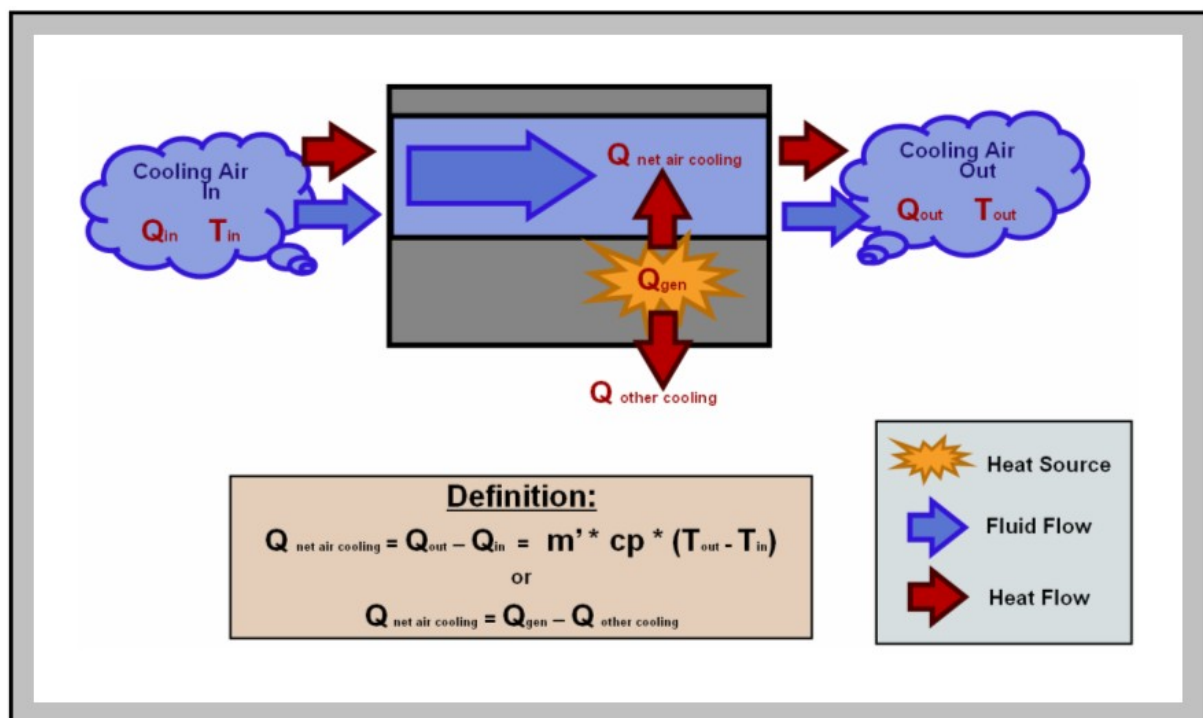 Cooling Air
In
Qin Tin
Q net air cooling
Qgen
Q other cooling
Cooling Air
Out
Qout Tout
Definition:
Q net air cooling = Qout – Qin = m' * cp * (Tout - Tin)
or
Q net air cooling = Qgen – Q other cooling
Heat Source
Fluid Flow
Heat Flow